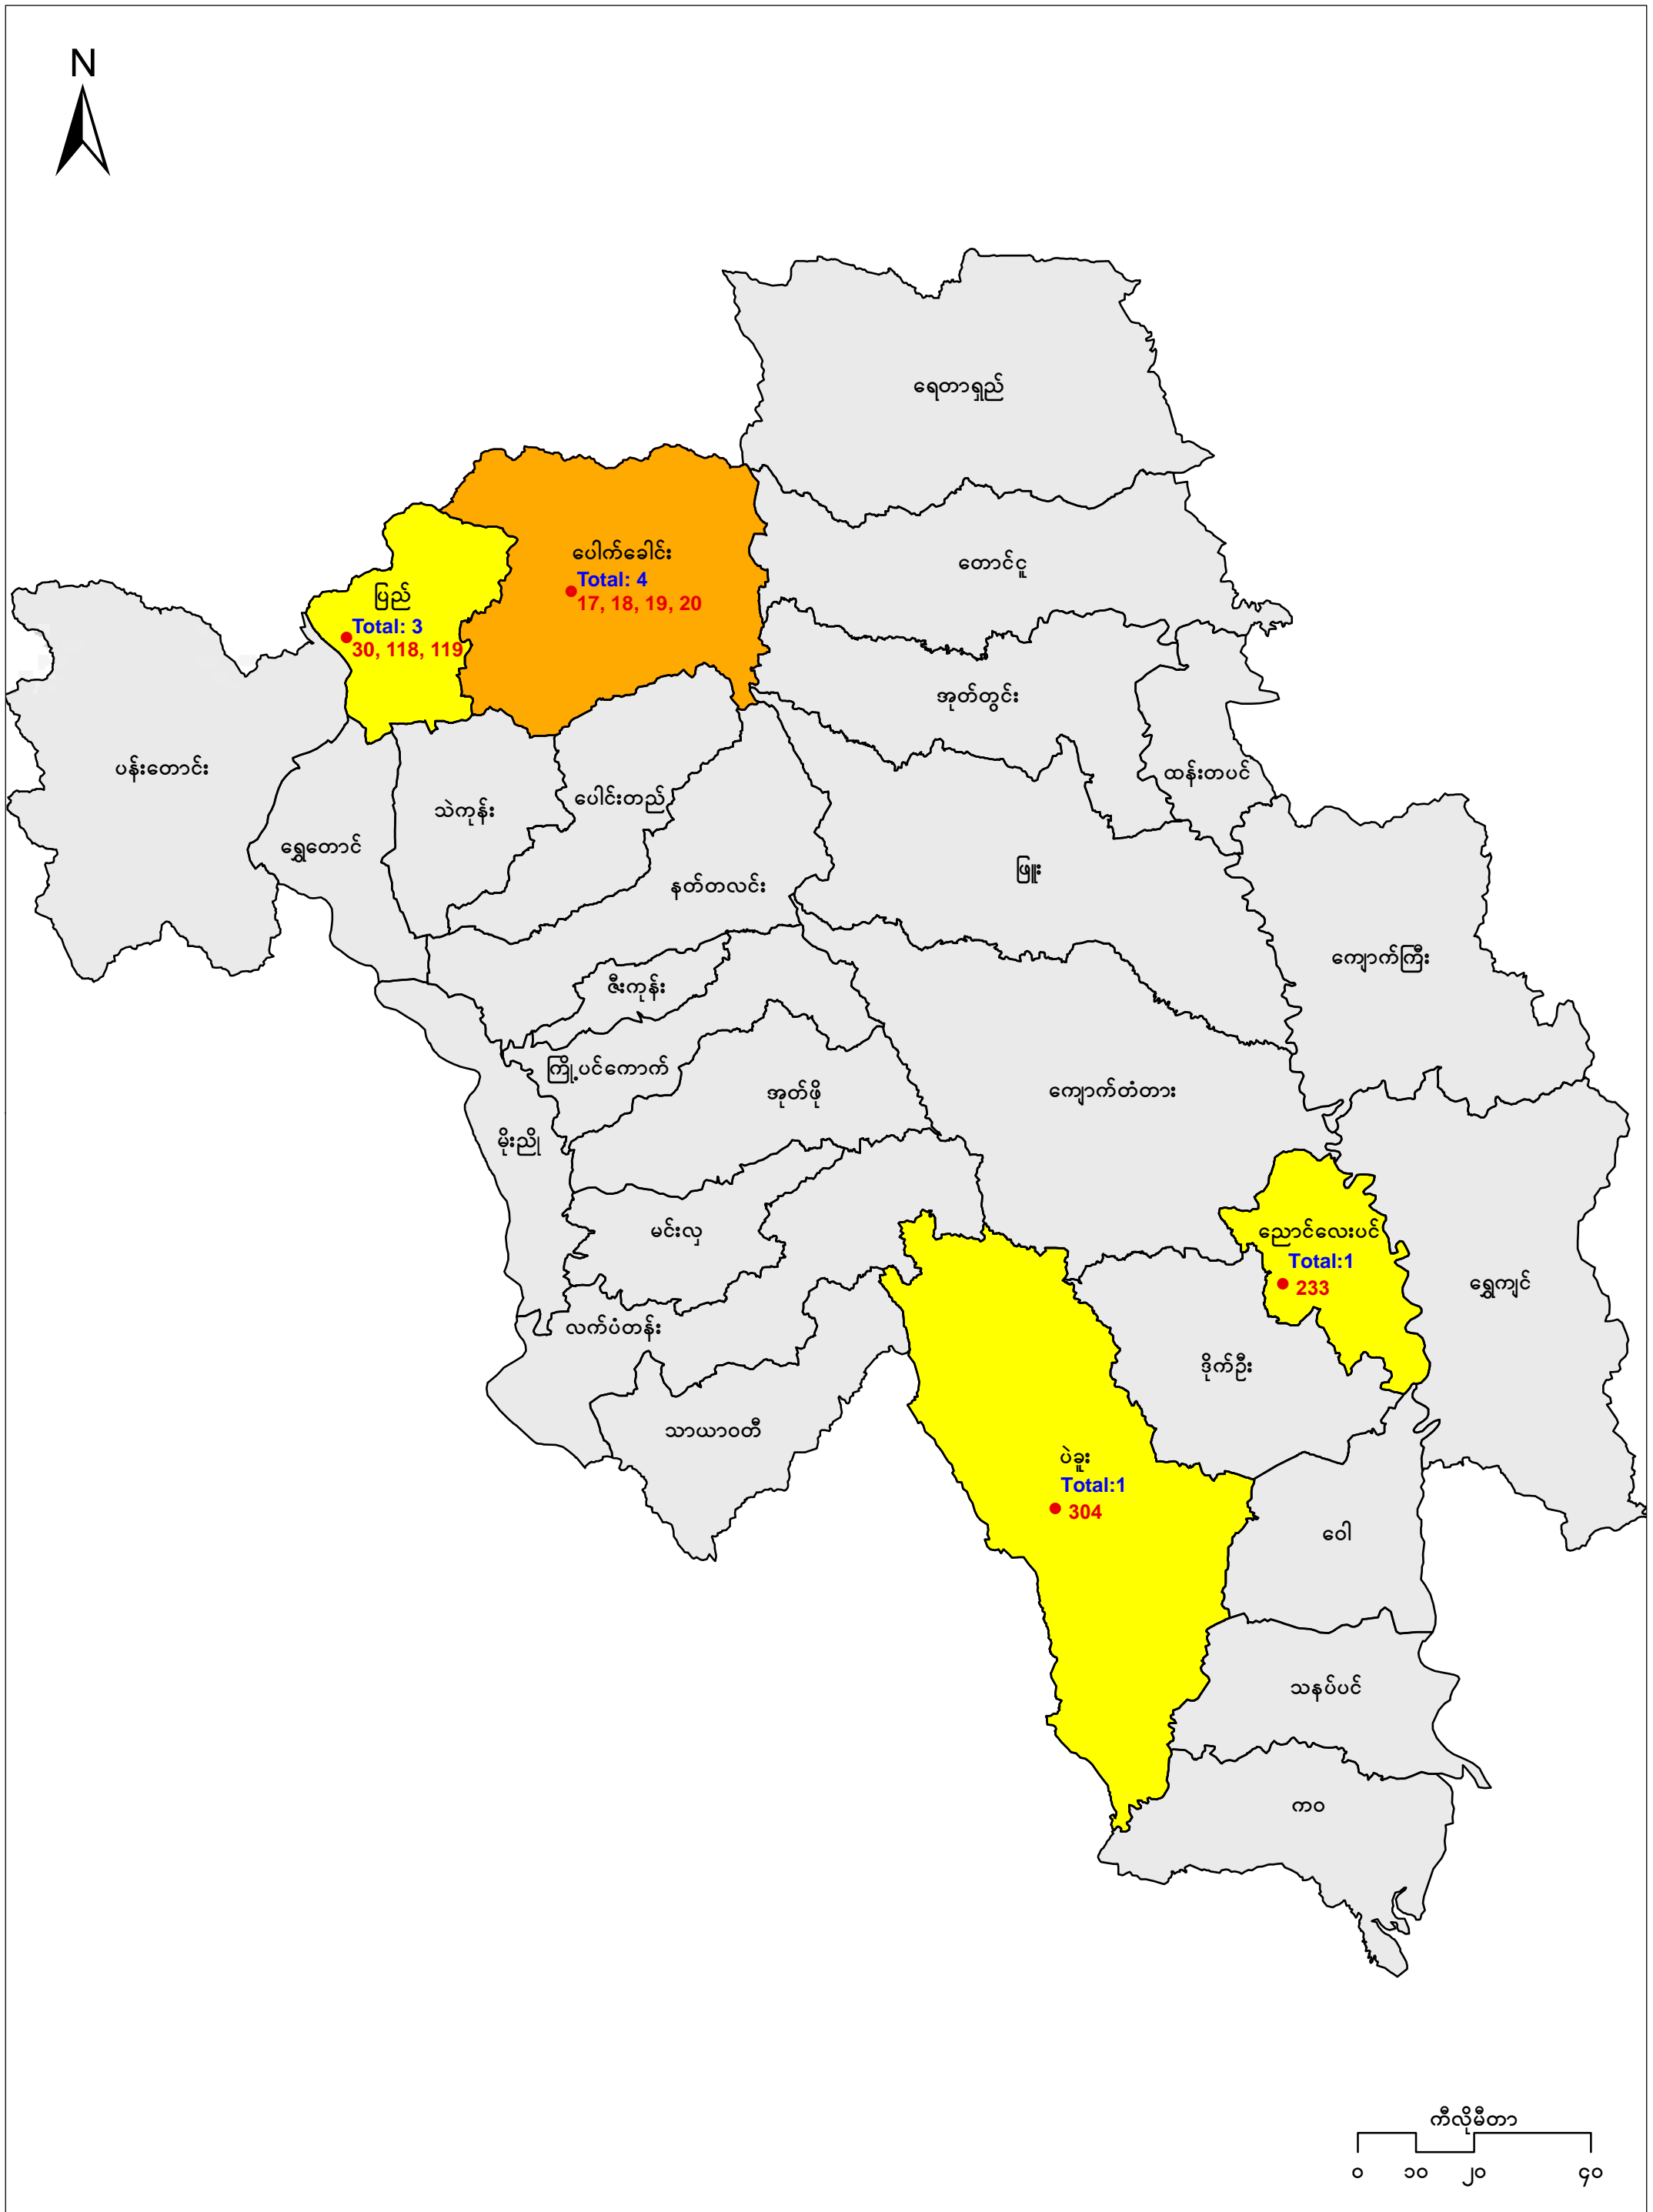 N
ရေတာရှည်
ပေါက်ခေါင်း
Total: 4
17, 18, 19, 20
တောင်ငူ
ပြည်
Total: 3
30, 118, 119
အုတ်တွင်း
ပန်းတောင်း
ထန်းတပင်
ပေါင်းတည်
သဲကုန်း
ရွှေတောင်
ဖြူး
နတ်တလင်း
ကျောက်ကြီး
ဇီးကုန်း
ကြို့ပင်ကောက်
အုတ်ဖို
ကျောက်တံတား
မိုးညို
မင်းလှ
ညောင်လေးပင်
Total:1
233
ရွှေကျင်
လက်ပံတန်း
ဒိုက်ဦး
သာယာဝတီ
ပဲခူး
Total:1
304
ဝေါ
သနပ်ပင်
ကဝ
ကီလိုမီတာ
၀ ၁၀ ၂၀ ၄၀